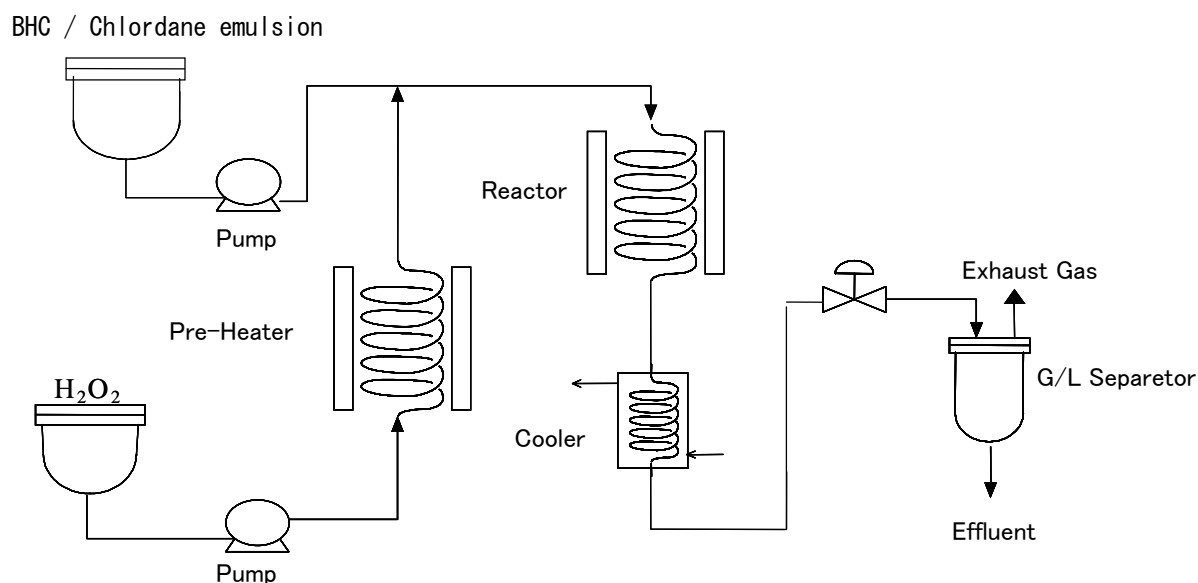 BHC / Chlordane emulsion
Pump
Reactor
Pre-Heater
Exhaust Gas
G/L Separetor
H₂O₂
Cooler
Effluent
Pump